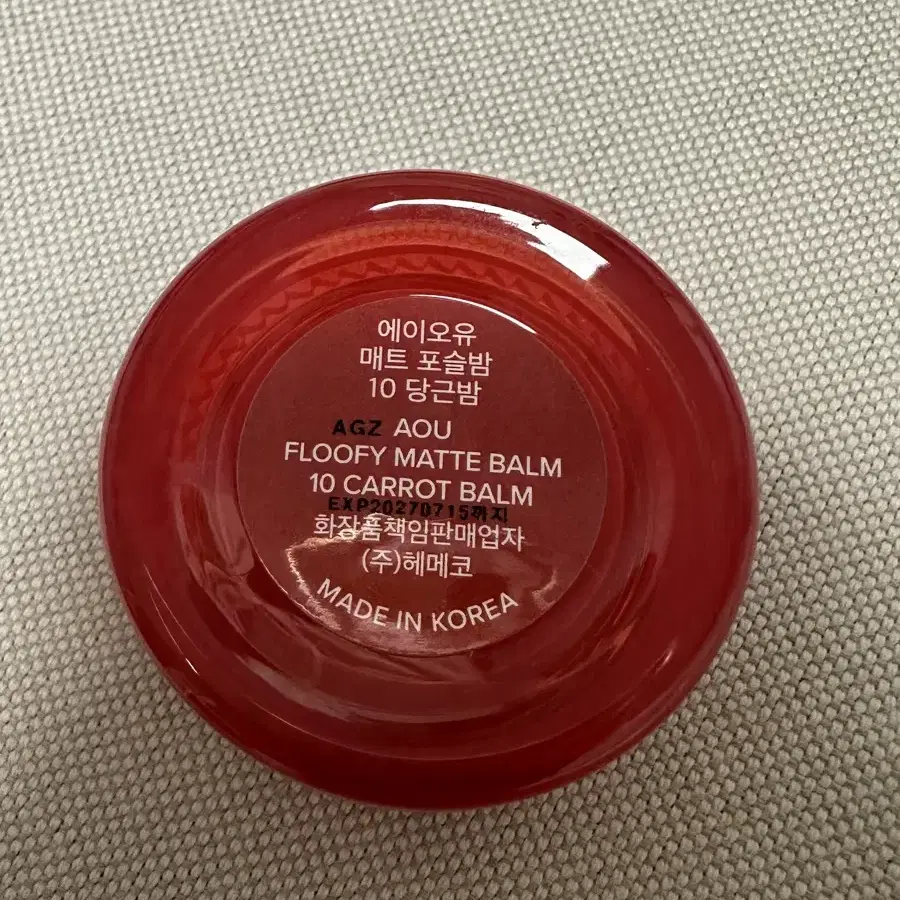 에이오유
매트 포슬밤
10 당근밤
AGZ AOU
FLOOFY MATTE BALM
10 CARROT BALM
EXP20270715까지
화장품책임판매업자
(주)헤메코
MADE IN KOREA